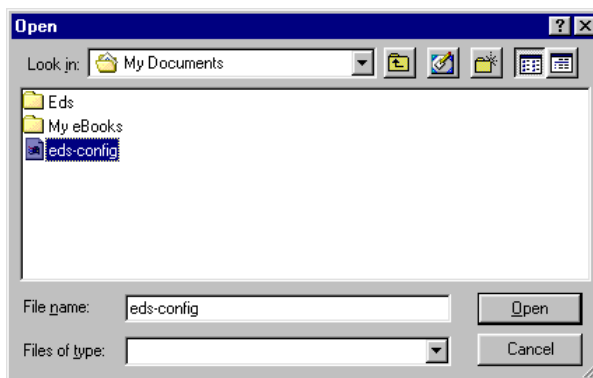 Open
Look in: My Documents
Eds
My eBooks
eds-config
File name: eds-config Open
Files of type: Cancel